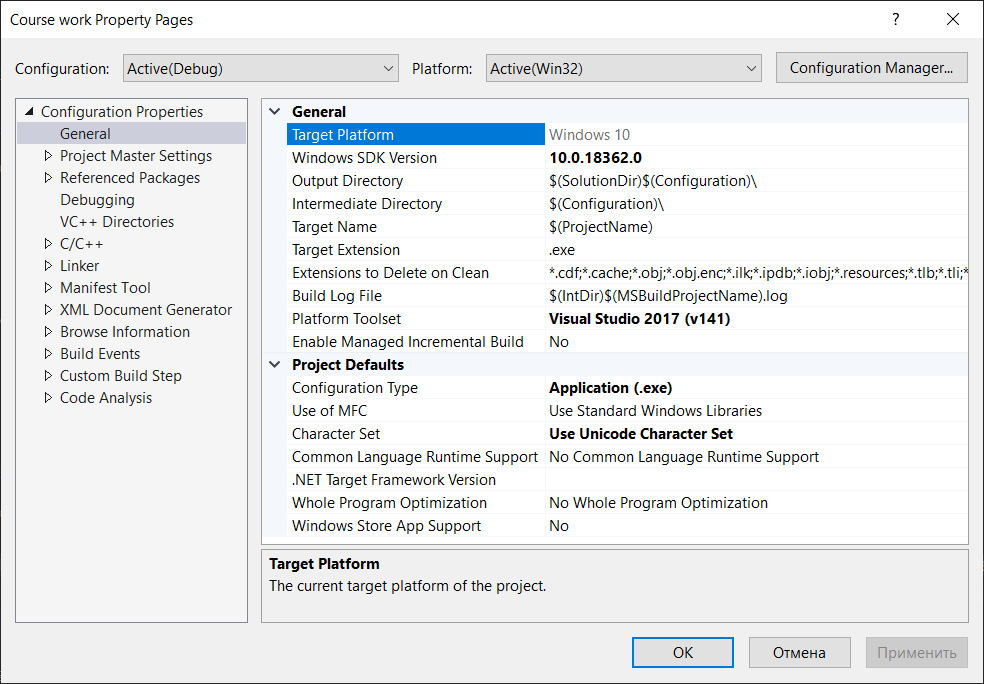 Course work Property Pages
?
Configuration: Active(Debug) Platform: Active(Win32) Configuration Manager...
Configuration Properties
General
Project Master Settings
Referenced Packages
Debugging
VC++ Directories
C/C++
Linker
Manifest Tool
XML Document Generator
Browse Information
Build Events
Custom Build Step
Code Analysis
General
Target Platform Windows 10
Windows SDK Version 10.0.18362.0
Output Directory $(SolutionDir)$(Configuration)\
Intermediate Directory $(Configuration)\
Target Name $(ProjectName)
Target Extension .exe
Extensions to Delete on Clean *.cdf;*.cache;*.obj;*.obj.enc;*.ilk;*.ipdb;*.iobj;*.resources;*.tlb;*.tli;*
Build Log File $(IntDir)$(MSBuildProjectName).log
Platform Toolset Visual Studio 2017 (v141)
Enable Managed Incremental Build No
Project Defaults
Configuration Type Application (.exe)
Use of MFC Use Standard Windows Libraries
Character Set Use Unicode Character Set
Common Language Runtime Support No Common Language Runtime Support
.NET Target Framework Version
Whole Program Optimization No Whole Program Optimization
Windows Store App Support No
Target Platform
The current target platform of the project.
OK Отмена Применить